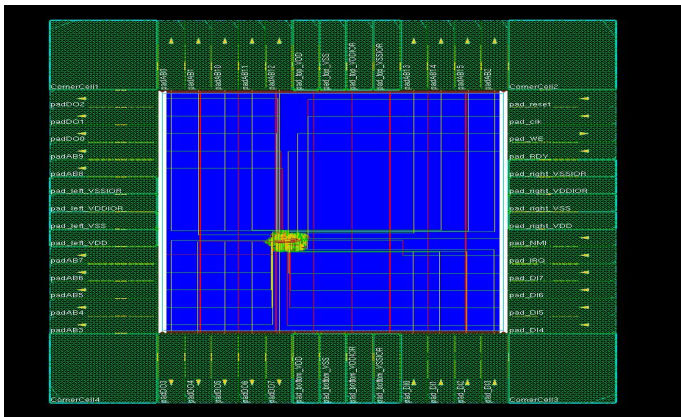 padAB0
padAB1
padAB10
padAB11
padAB12
pad_top_VDD
pad_top_VSS
pad_top_VDDIOR
pad_top_VSSIOR
padAB13
padAB14
padAB15
padAB2
CornerCell1
CornerCell2
padDO2
padDO1
padDO0
padAB9
padAB8
pad_left_VSSIOR
pad_left_VDDIOR
pad_left_VSS
pad_left_VDD
padAB7
padAB6
padAB5
padAB4
padAB3
pad_reset
pad_clk
pad_WE
pad_RDY
pad_right_VSSIOR
pad_right_VDDIOR
pad_right_VSS
pad_right_VDD
pad_NMI
pad_IRQ
pad_DI7
pad_DI6
pad_DI5
pad_DI4
padDO3
padDO4
padDO5
padDO6
padDO7
pad_bottom_VDD
pad_bottom_VSS
pad_bottom_VDDIOR
pad_bottom_VSSIOR
pad_DI0
pad_DI1
pad_DI2
pad_DI3
CornerCell4
CornerCell3